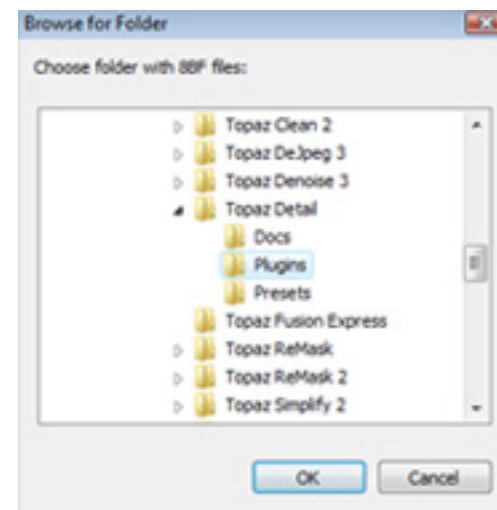 Browse for Folder
Choose folder with 8BF files:
Topaz Clean 2
Topaz DeJpeg 3
Topaz Denoise 3
Topaz Detail
Docs
Plugins
Presets
Topaz Fusion Express
Topaz ReMask
Topaz ReMask 2
Topaz Simplify 2
OK Cancel